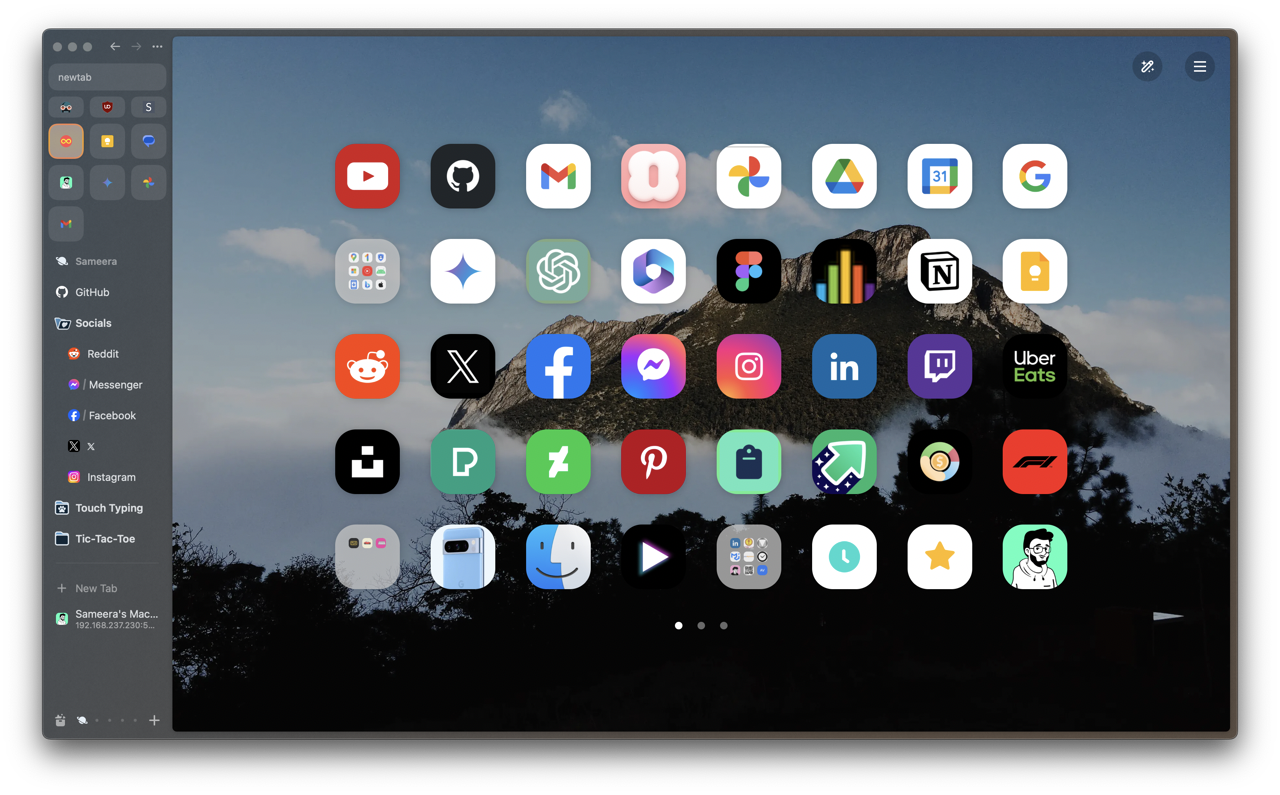 newtab
S
Sameera
GitHub
Socials
Reddit
/ Messenger
/ Facebook
X
Instagram
Touch Typing
Tic-Tac-Toe
New Tab
Sameera's Mac...
192.168.237.230:5...
31
N
in
Uber
Eats